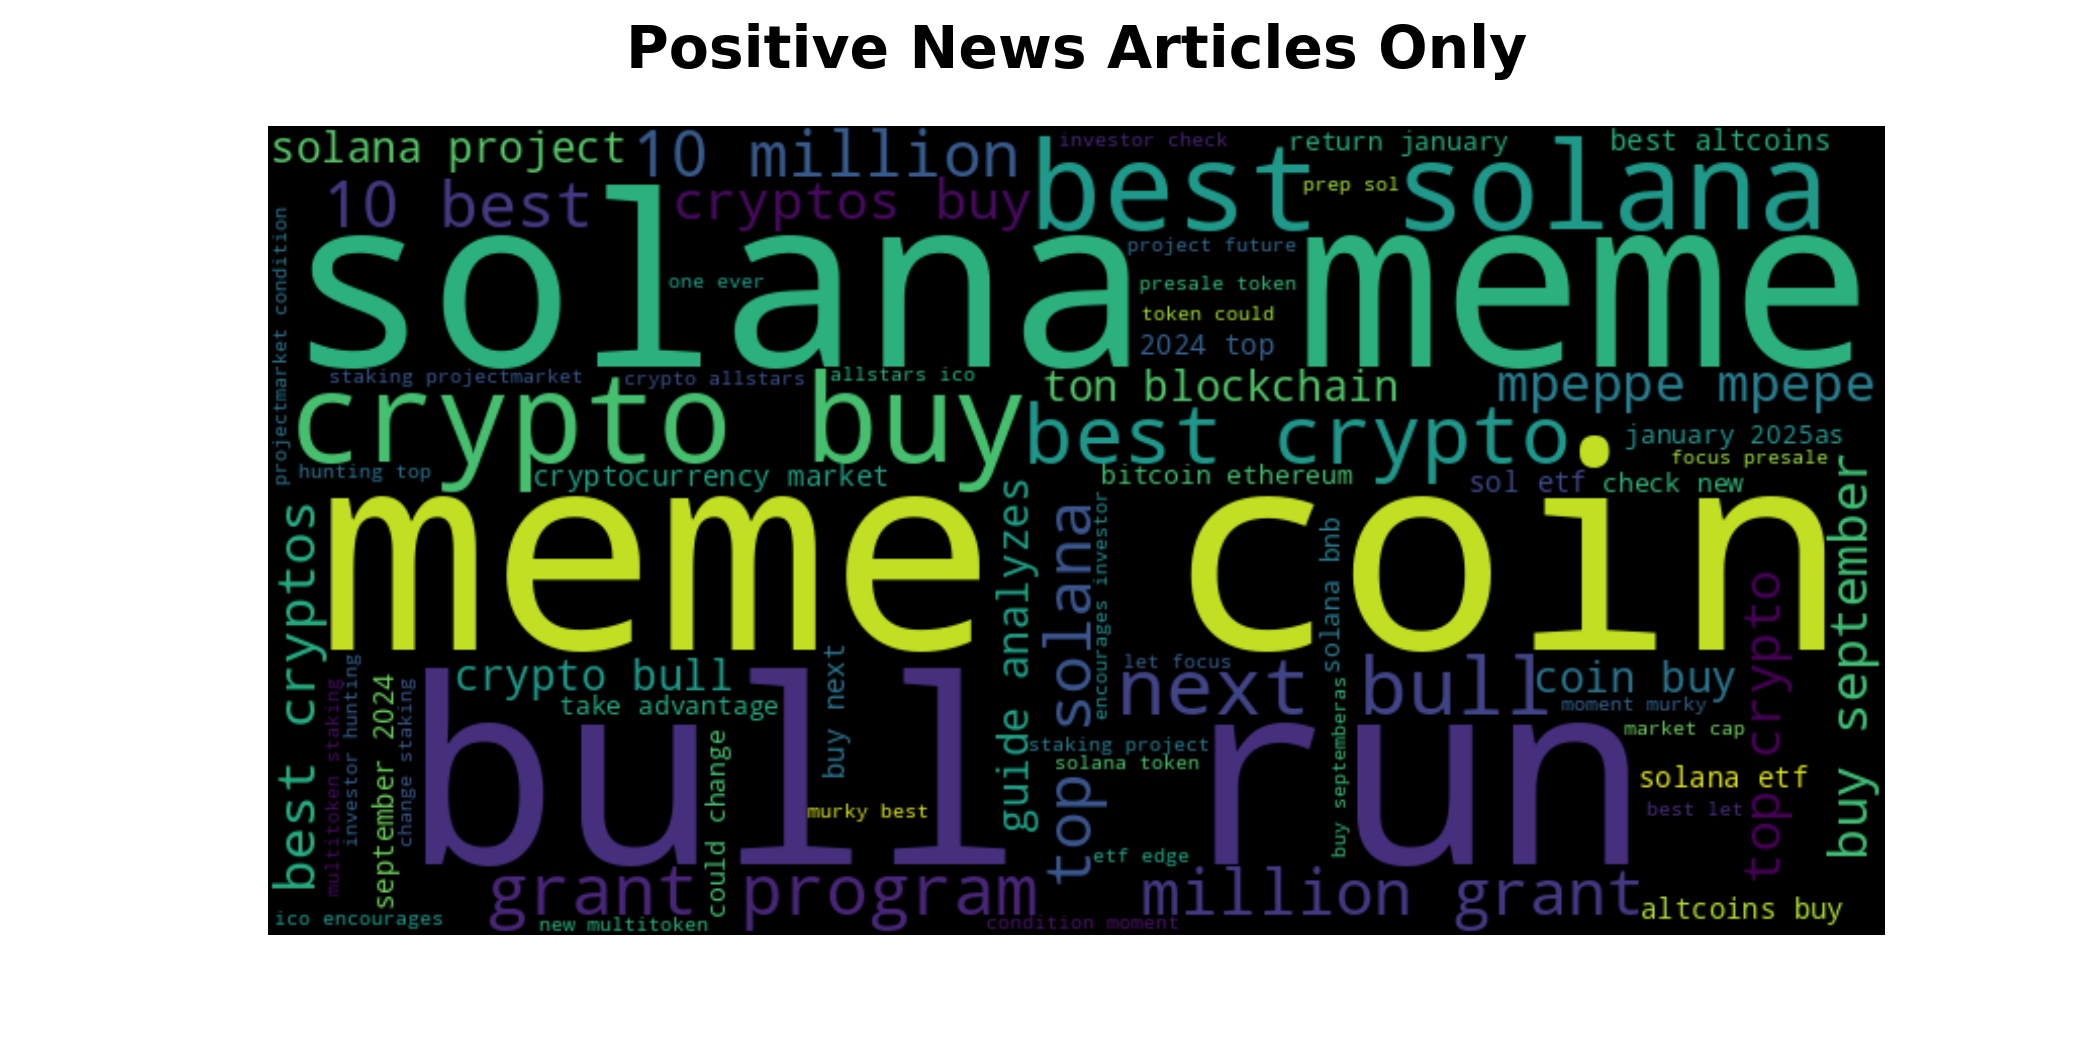 Positive News Articles Only
solana project
10 million
investor check
return january
best altcoins
10 best
cryptos buy
best solana
prep sol
solana meme
project future
one ever
presale token
token could
2024 top
projectmarket condition
staking projectmarket
crypto allstars
allstars ico
ton blockchain
mpeppe mpepe
crypto buy
best crypto
january 2025as
focus presale
hunting top
cryptocurrency market
bitcoin ethereum
sol etf
check new
meme coin
best cryptos
guide analyzes
top solana
encourages investor
solana bnb
buy september
crypto bull
take advantage
buy next
let focus
next bull
coin buy
moment murky
top crypto
multitoken staking
investor hunting
september 2024
change staking
bull run
could change
murky best
staking project
solana token
buy septemberas
market cap
solana etf
best let
etf edge
grant program
million grant
altcoins buy
ico encourages
new multitoken
condition moment